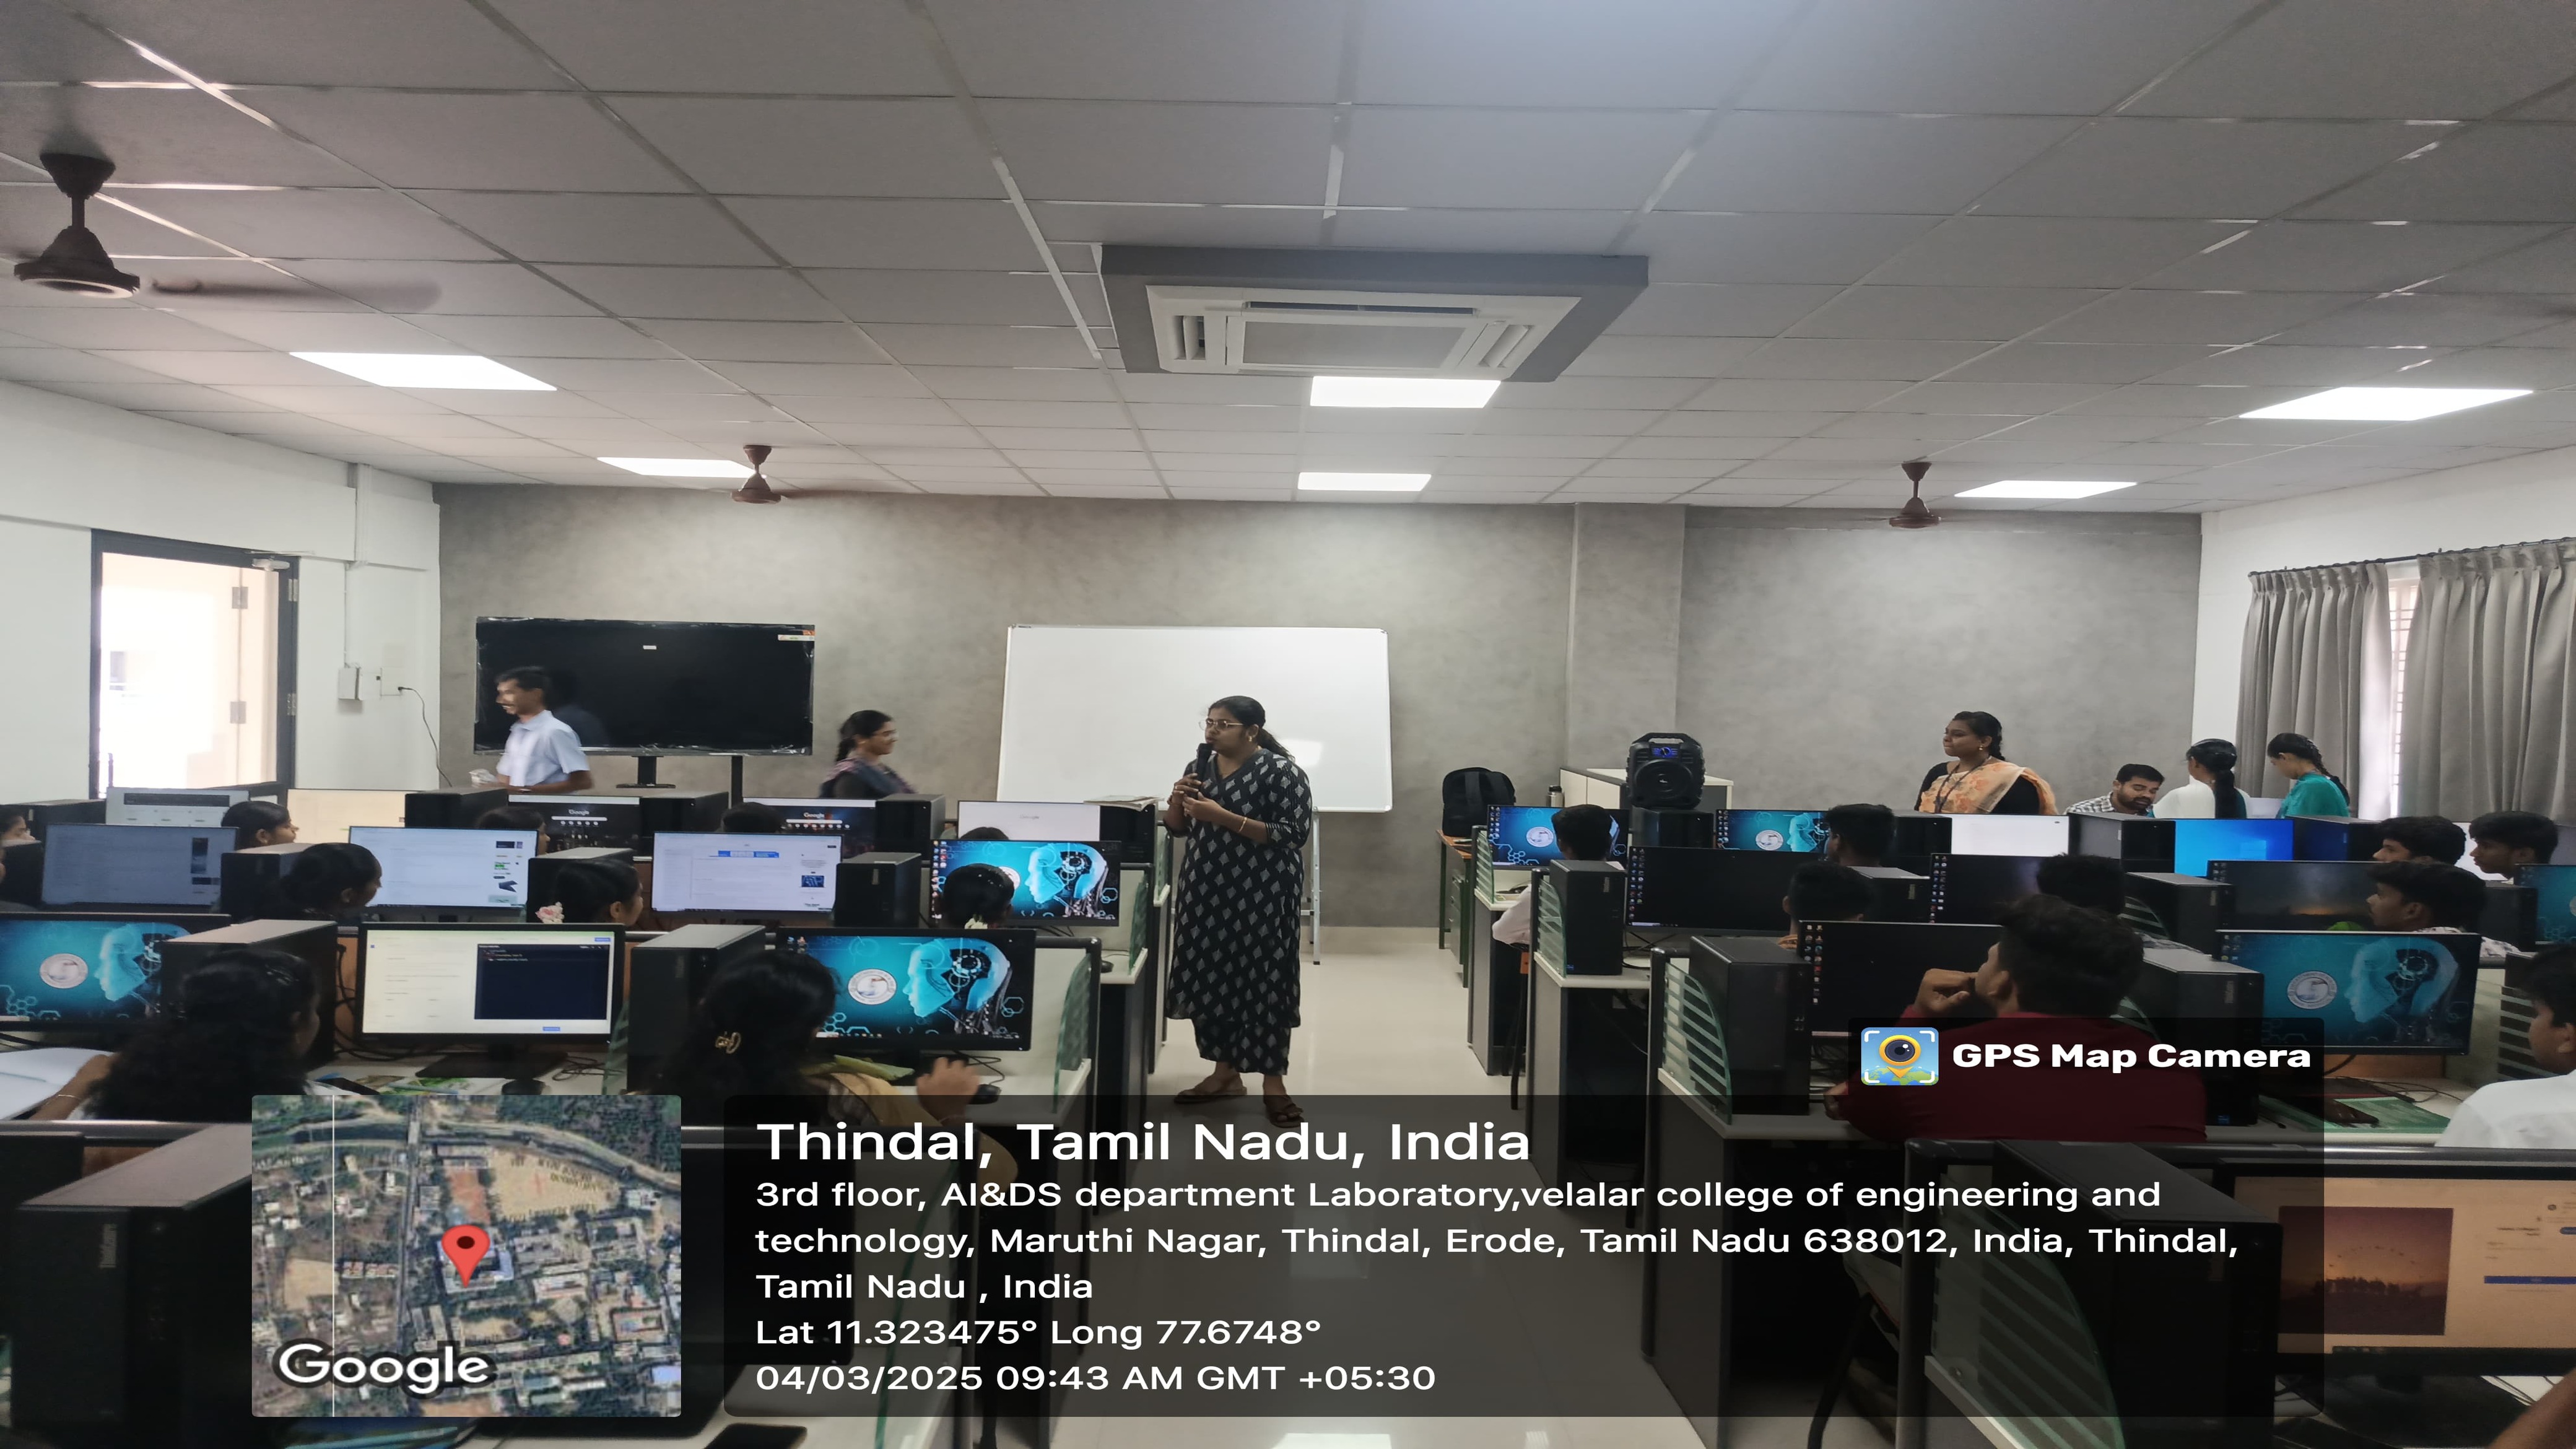 Google
Google
GPS Map Camera
Thindal, Tamil Nadu, India
3rd floor, AI&DS department Laboratory,velalar college of engineering and
technology, Maruthi Nagar, Thindal, Erode, Tamil Nadu 638012, India, Thindal,
Tamil Nadu , India
Lat 11.323475° Long 77.6748°
04/03/2025 09:43 AM GMT +05:30
Google